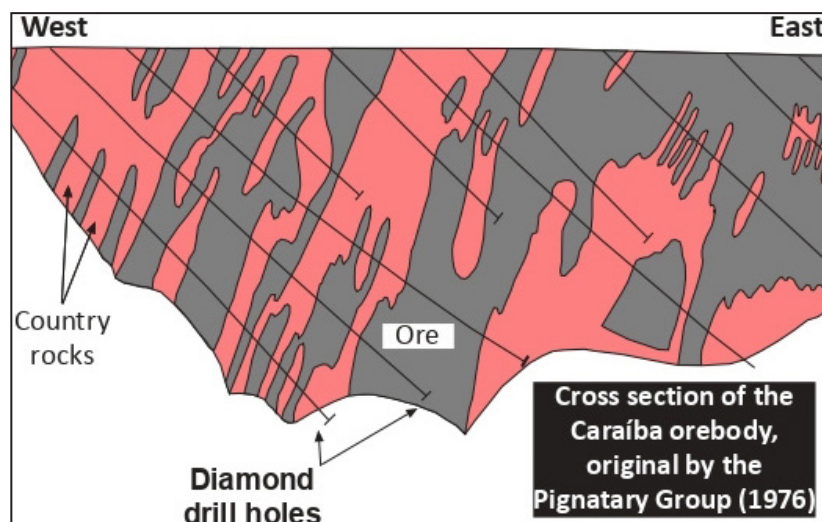 West
East
Country
rocks
Ore
Diamond
drill holes
Cross section of the
Caraíba orebody,
original by the
Pignatary Group (1976)